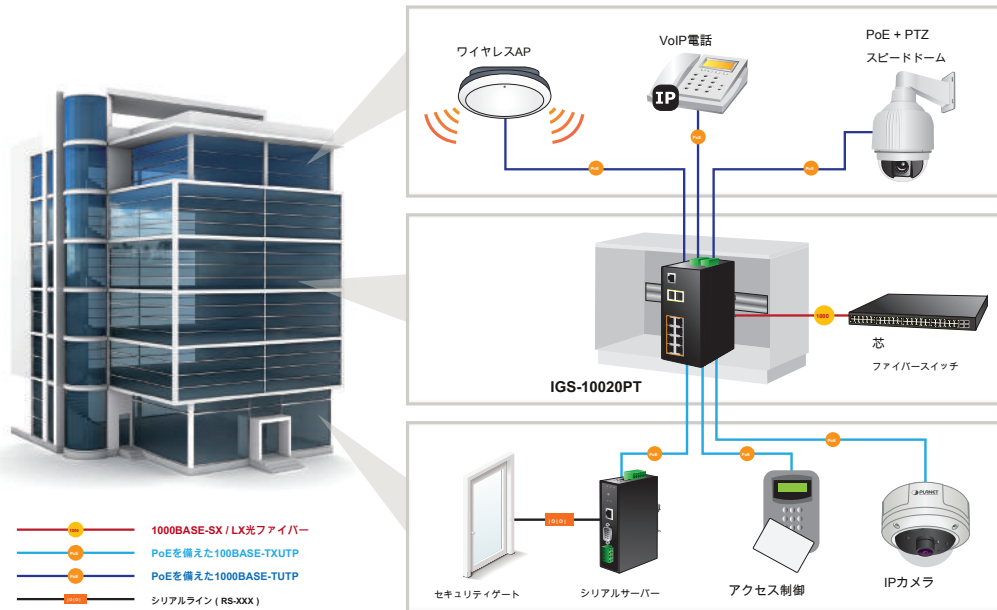 ワイヤレスAP
VoIP電話
PoE + PTZ
スピードドーム
IP
PoE
PoE
PoE
1000
芯
ファイバースイッチ
IGS-10020PT
PoE
PoE
PoE
PLANET
|O|O|
セキュリティゲート
シリアルサーバー
アクセス制御
IPカメラ
1000 1000BASE-SX / LX光ファイバー
PoE PoEを備えた100BASE-TXUTP
PoE PoEを備えた1000BASE-TUTP
|O|O| シリアルライン ( RS-XXX )